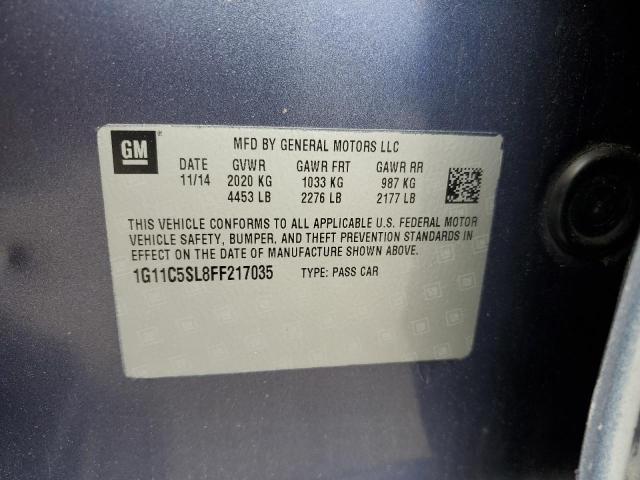 GM
MFD BY GENERAL MOTORS LLC
DATE GVWR GAWR FRT GAWR RR
11/14 2020 KG 1033 KG 987 KG
4453 LB 2276 LB 2177 LB
THIS VEHICLE CONFORMS TO ALL APPLICABLE U.S. FEDERAL MOTOR
VEHICLE SAFETY, BUMPER, AND THEFT PREVENTION STANDARDS IN
EFFECT ON THE DATE OF MANUFACTURE SHOWN ABOVE.
1G11C5SL8FF217035 TYPE: PASS CAR